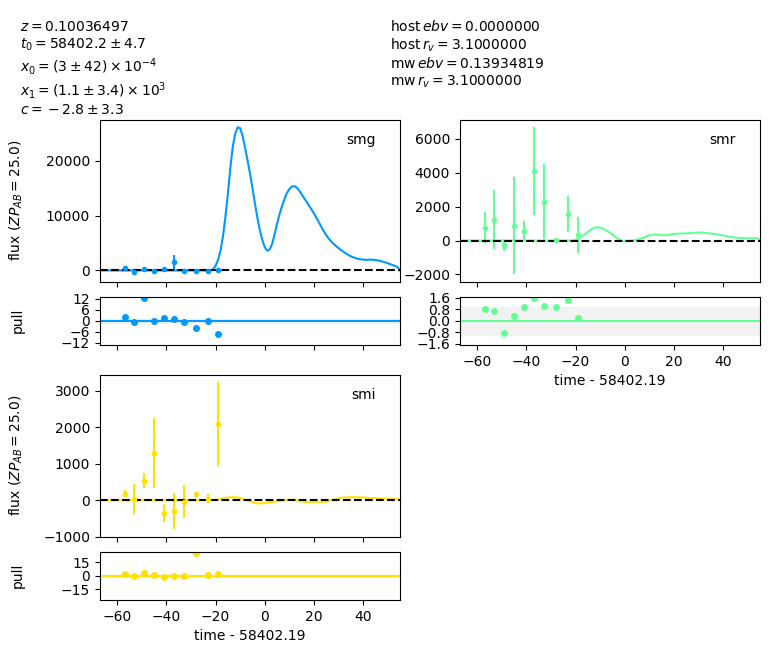 z = 0.10036497
t₀ = 58402.2 ± 4.7
x₀ = (3 ± 42) × 10⁻⁴
x₁ = (1.1 ± 3.4) × 10³
c = −2.8 ± 3.3
host ebv = 0.0000000
host r_v = 3.1000000
mw ebv = 0.13934819
mw r_v = 3.1000000
smg
flux (ZP_AB = 25.0)
20000
10000
0
smr
6000
4000
2000
0
−2000
pull
12
6
0
−6
−12
1.6
0.8
0.0
−0.8
−1.6
−60 −40 −20 0 20 40
time - 58402.19
smi
flux (ZP_AB = 25.0)
3000
2000
1000
0
−1000
pull
15
0
−15
−60 −40 −20 0 20 40
time - 58402.19